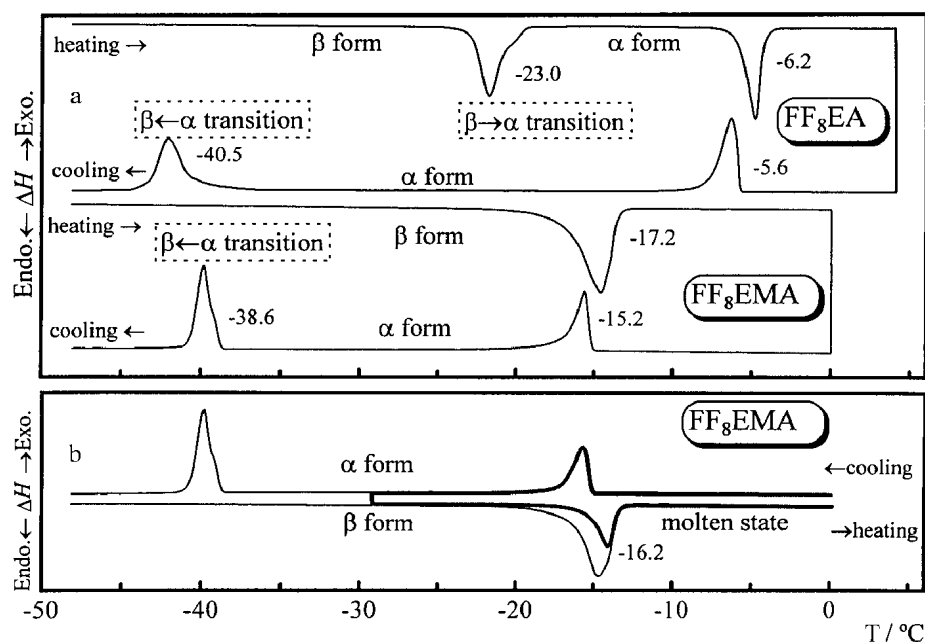 heating → β form α form
-23.0 -6.2
a
β←α transition β→α transition FF₈EA
-40.5
cooling ← α form -5.6
heating → β form
β←α transition -17.2
FF₈EMA
-38.6 -15.2
cooling ← α form
Endo.← ΔH →Exo.
FF₈EMA
b
α form ←cooling
β form molten state
→heating
-16.2
Endo.← ΔH →Exo.
-50 -40 -30 -20 -10 0
T / °C